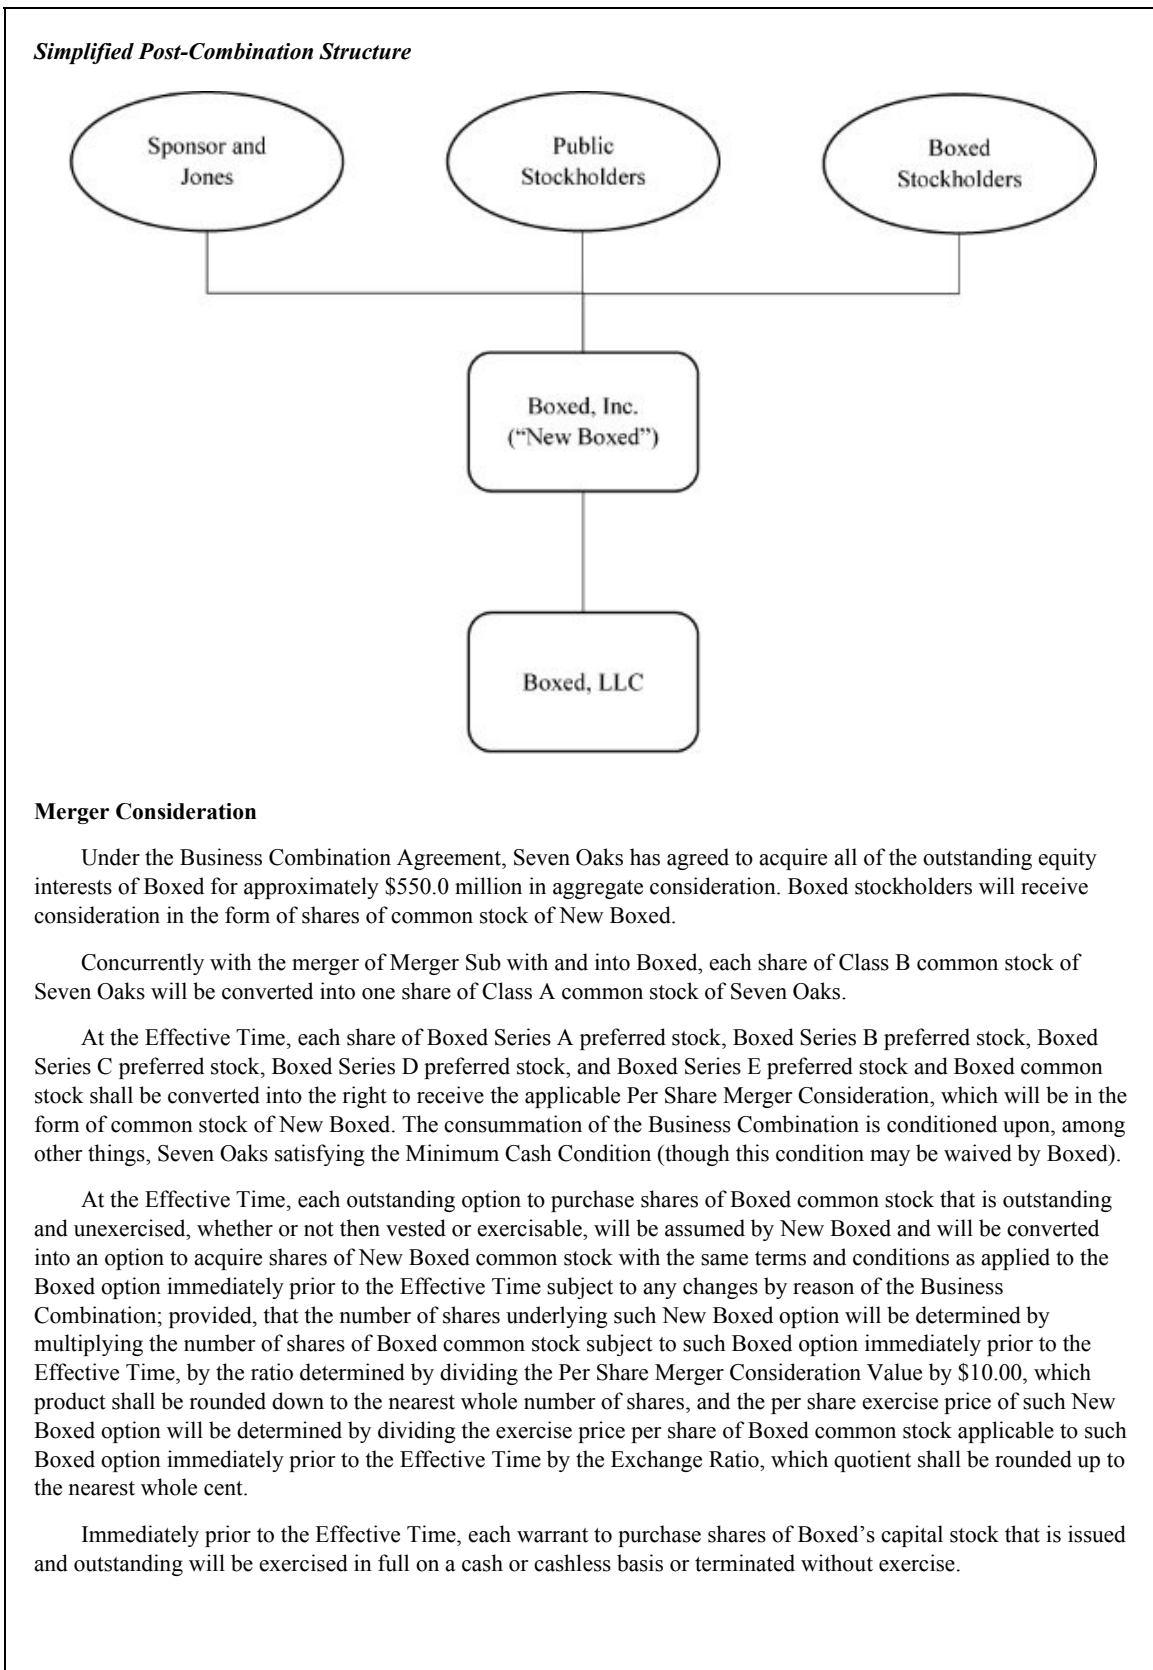 Simplified Post-Combination Structure
Sponsor and
Jones
Public
Stockholders
Boxed
Stockholders
Boxed, Inc.
(“New Boxed”)
Boxed, LLC
Merger Consideration
Under the Business Combination Agreement, Seven Oaks has agreed to acquire all of the outstanding equity
interests of Boxed for approximately $550.0 million in aggregate consideration. Boxed stockholders will receive
consideration in the form of shares of common stock of New Boxed.
Concurrently with the merger of Merger Sub with and into Boxed, each share of Class B common stock of
Seven Oaks will be converted into one share of Class A common stock of Seven Oaks.
At the Effective Time, each share of Boxed Series A preferred stock, Boxed Series B preferred stock, Boxed
Series C preferred stock, Boxed Series D preferred stock, and Boxed Series E preferred stock and Boxed common
stock shall be converted into the right to receive the applicable Per Share Merger Consideration, which will be in the
form of common stock of New Boxed. The consummation of the Business Combination is conditioned upon, among
other things, Seven Oaks satisfying the Minimum Cash Condition (though this condition may be waived by Boxed).
At the Effective Time, each outstanding option to purchase shares of Boxed common stock that is outstanding
and unexercised, whether or not then vested or exercisable, will be assumed by New Boxed and will be converted
into an option to acquire shares of New Boxed common stock with the same terms and conditions as applied to the
Boxed option immediately prior to the Effective Time subject to any changes by reason of the Business
Combination; provided, that the number of shares underlying such New Boxed option will be determined by
multiplying the number of shares of Boxed common stock subject to such Boxed option immediately prior to the
Effective Time, by the ratio determined by dividing the Per Share Merger Consideration Value by $10.00, which
product shall be rounded down to the nearest whole number of shares, and the per share exercise price of such New
Boxed option will be determined by dividing the exercise price per share of Boxed common stock applicable to such
Boxed option immediately prior to the Effective Time by the Exchange Ratio, which quotient shall be rounded up to
the nearest whole cent.
Immediately prior to the Effective Time, each warrant to purchase shares of Boxed’s capital stock that is issued
and outstanding will be exercised in full on a cash or cashless basis or terminated without exercise.